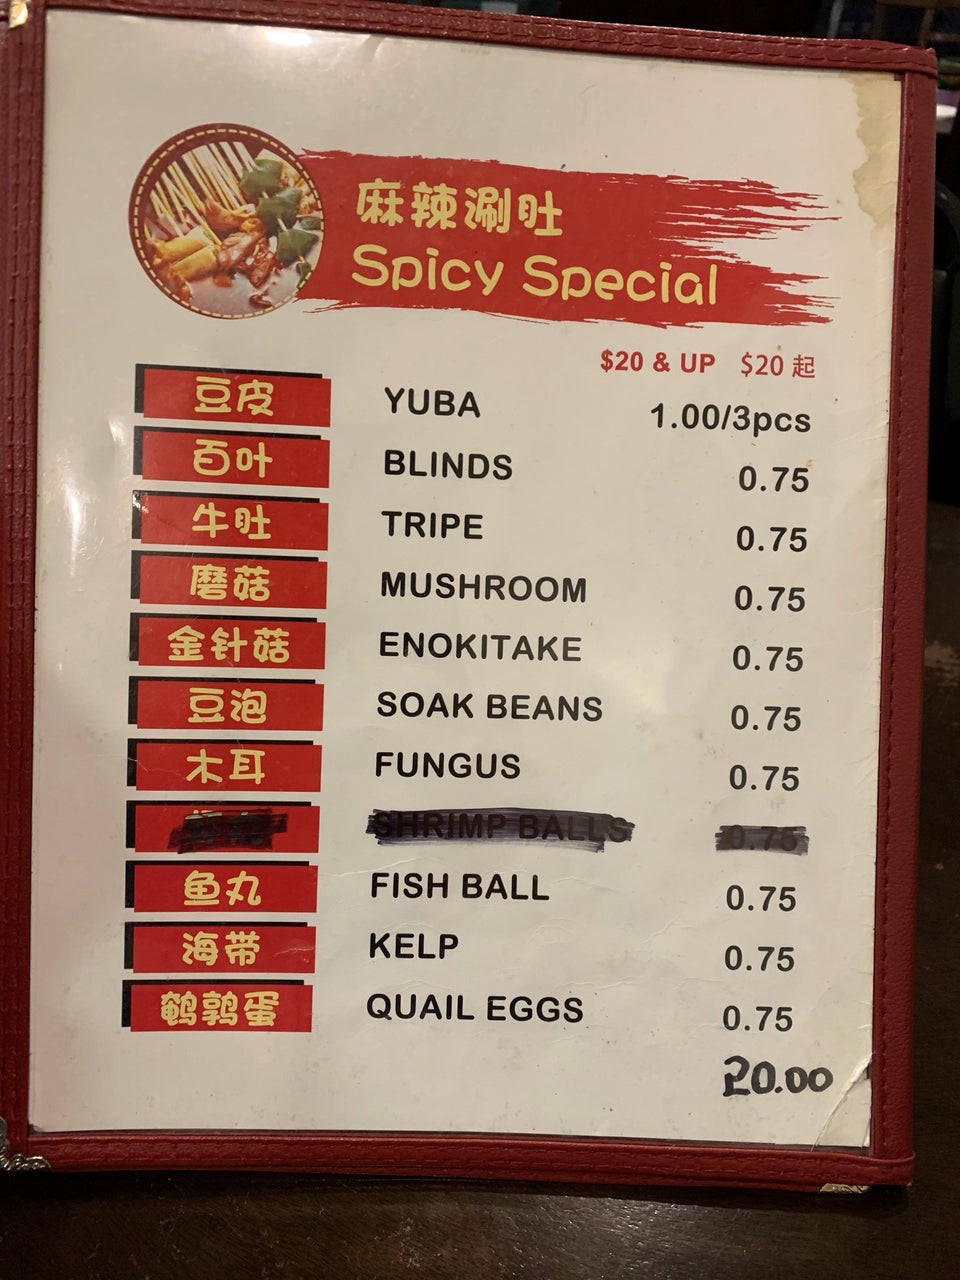 麻辣涮肚
Spicy Special
$20 & UP $20 起
豆皮 YUBA 1.00/3pcs
百叶 BLINDS 0.75
牛肚 TRIPE 0.75
磨菇 MUSHROOM 0.75
金针菇 ENOKITAKE 0.75
豆泡 SOAK BEANS 0.75
木耳 FUNGUS 0.75
SHRIMP BALLS 0.75
鱼丸 FISH BALL 0.75
海带 KELP 0.75
鹌鹑蛋 QUAIL EGGS 0.75
20.00